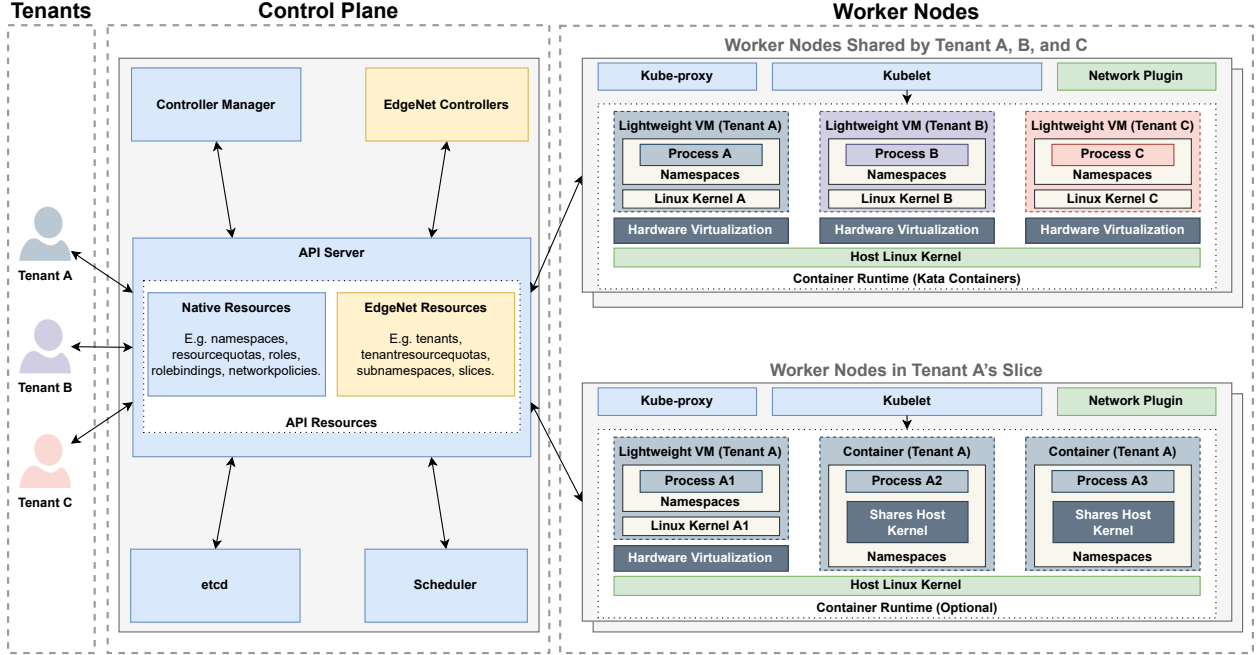 Tenants
Control Plane
Worker Nodes
Tenant A
Tenant B
Tenant C
Controller Manager
EdgeNet Controllers
API Server
Native Resources
E.g. namespaces,
resourcequotas, roles,
rolebindings, networkpolicies.
EdgeNet Resources
E.g. tenants,
tenantresourcequotas,
subnamespaces, slices.
API Resources
etcd
Scheduler
Worker Nodes Shared by Tenant A, B, and C
Kube-proxy
Kubelet
Network Plugin
Lightweight VM (Tenant A)
Process A
Namespaces
Linux Kernel A
Hardware Virtualization
Lightweight VM (Tenant B)
Process B
Namespaces
Linux Kernel B
Hardware Virtualization
Lightweight VM (Tenant C)
Process C
Namespaces
Linux Kernel C
Hardware Virtualization
Host Linux Kernel
Container Runtime (Kata Containers)
Worker Nodes in Tenant A's Slice
Kube-proxy
Kubelet
Network Plugin
Lightweight VM (Tenant A)
Process A1
Namespaces
Linux Kernel A1
Hardware Virtualization
Container (Tenant A)
Process A2
Shares Host
Kernel
Namespaces
Container (Tenant A)
Process A3
Shares Host
Kernel
Namespaces
Host Linux Kernel
Container Runtime (Optional)